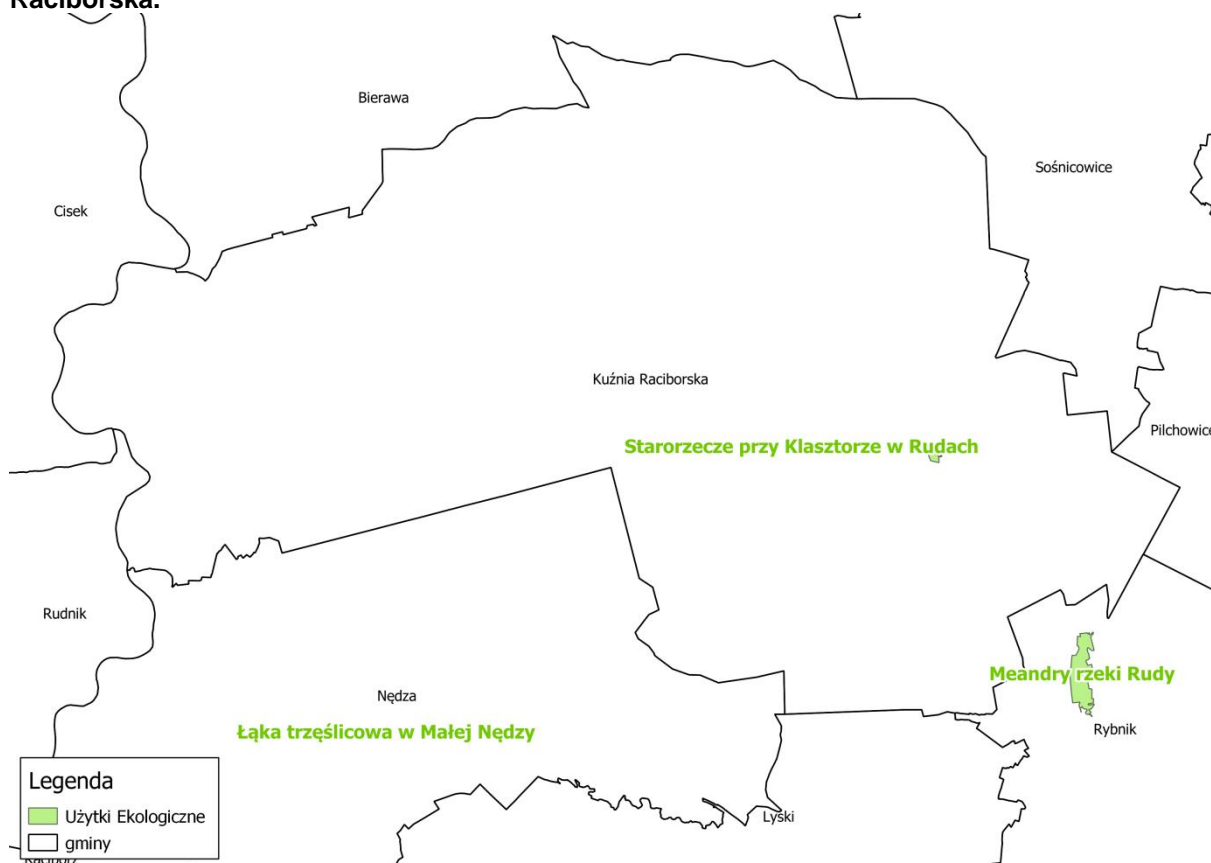 Raciborska.
Bierawa
Sośnicowice
Cisek
Kuźnia Raciborska
Pilchowice
Starorzecze przy Klasztorze w Rudach
Rudnik
Meandry rzeki Rudy
Nędza
Łąka trzęślicowa w Małej Nędzy
Rybnik
Lyski
Legenda
Użytki Ekologiczne
gminy